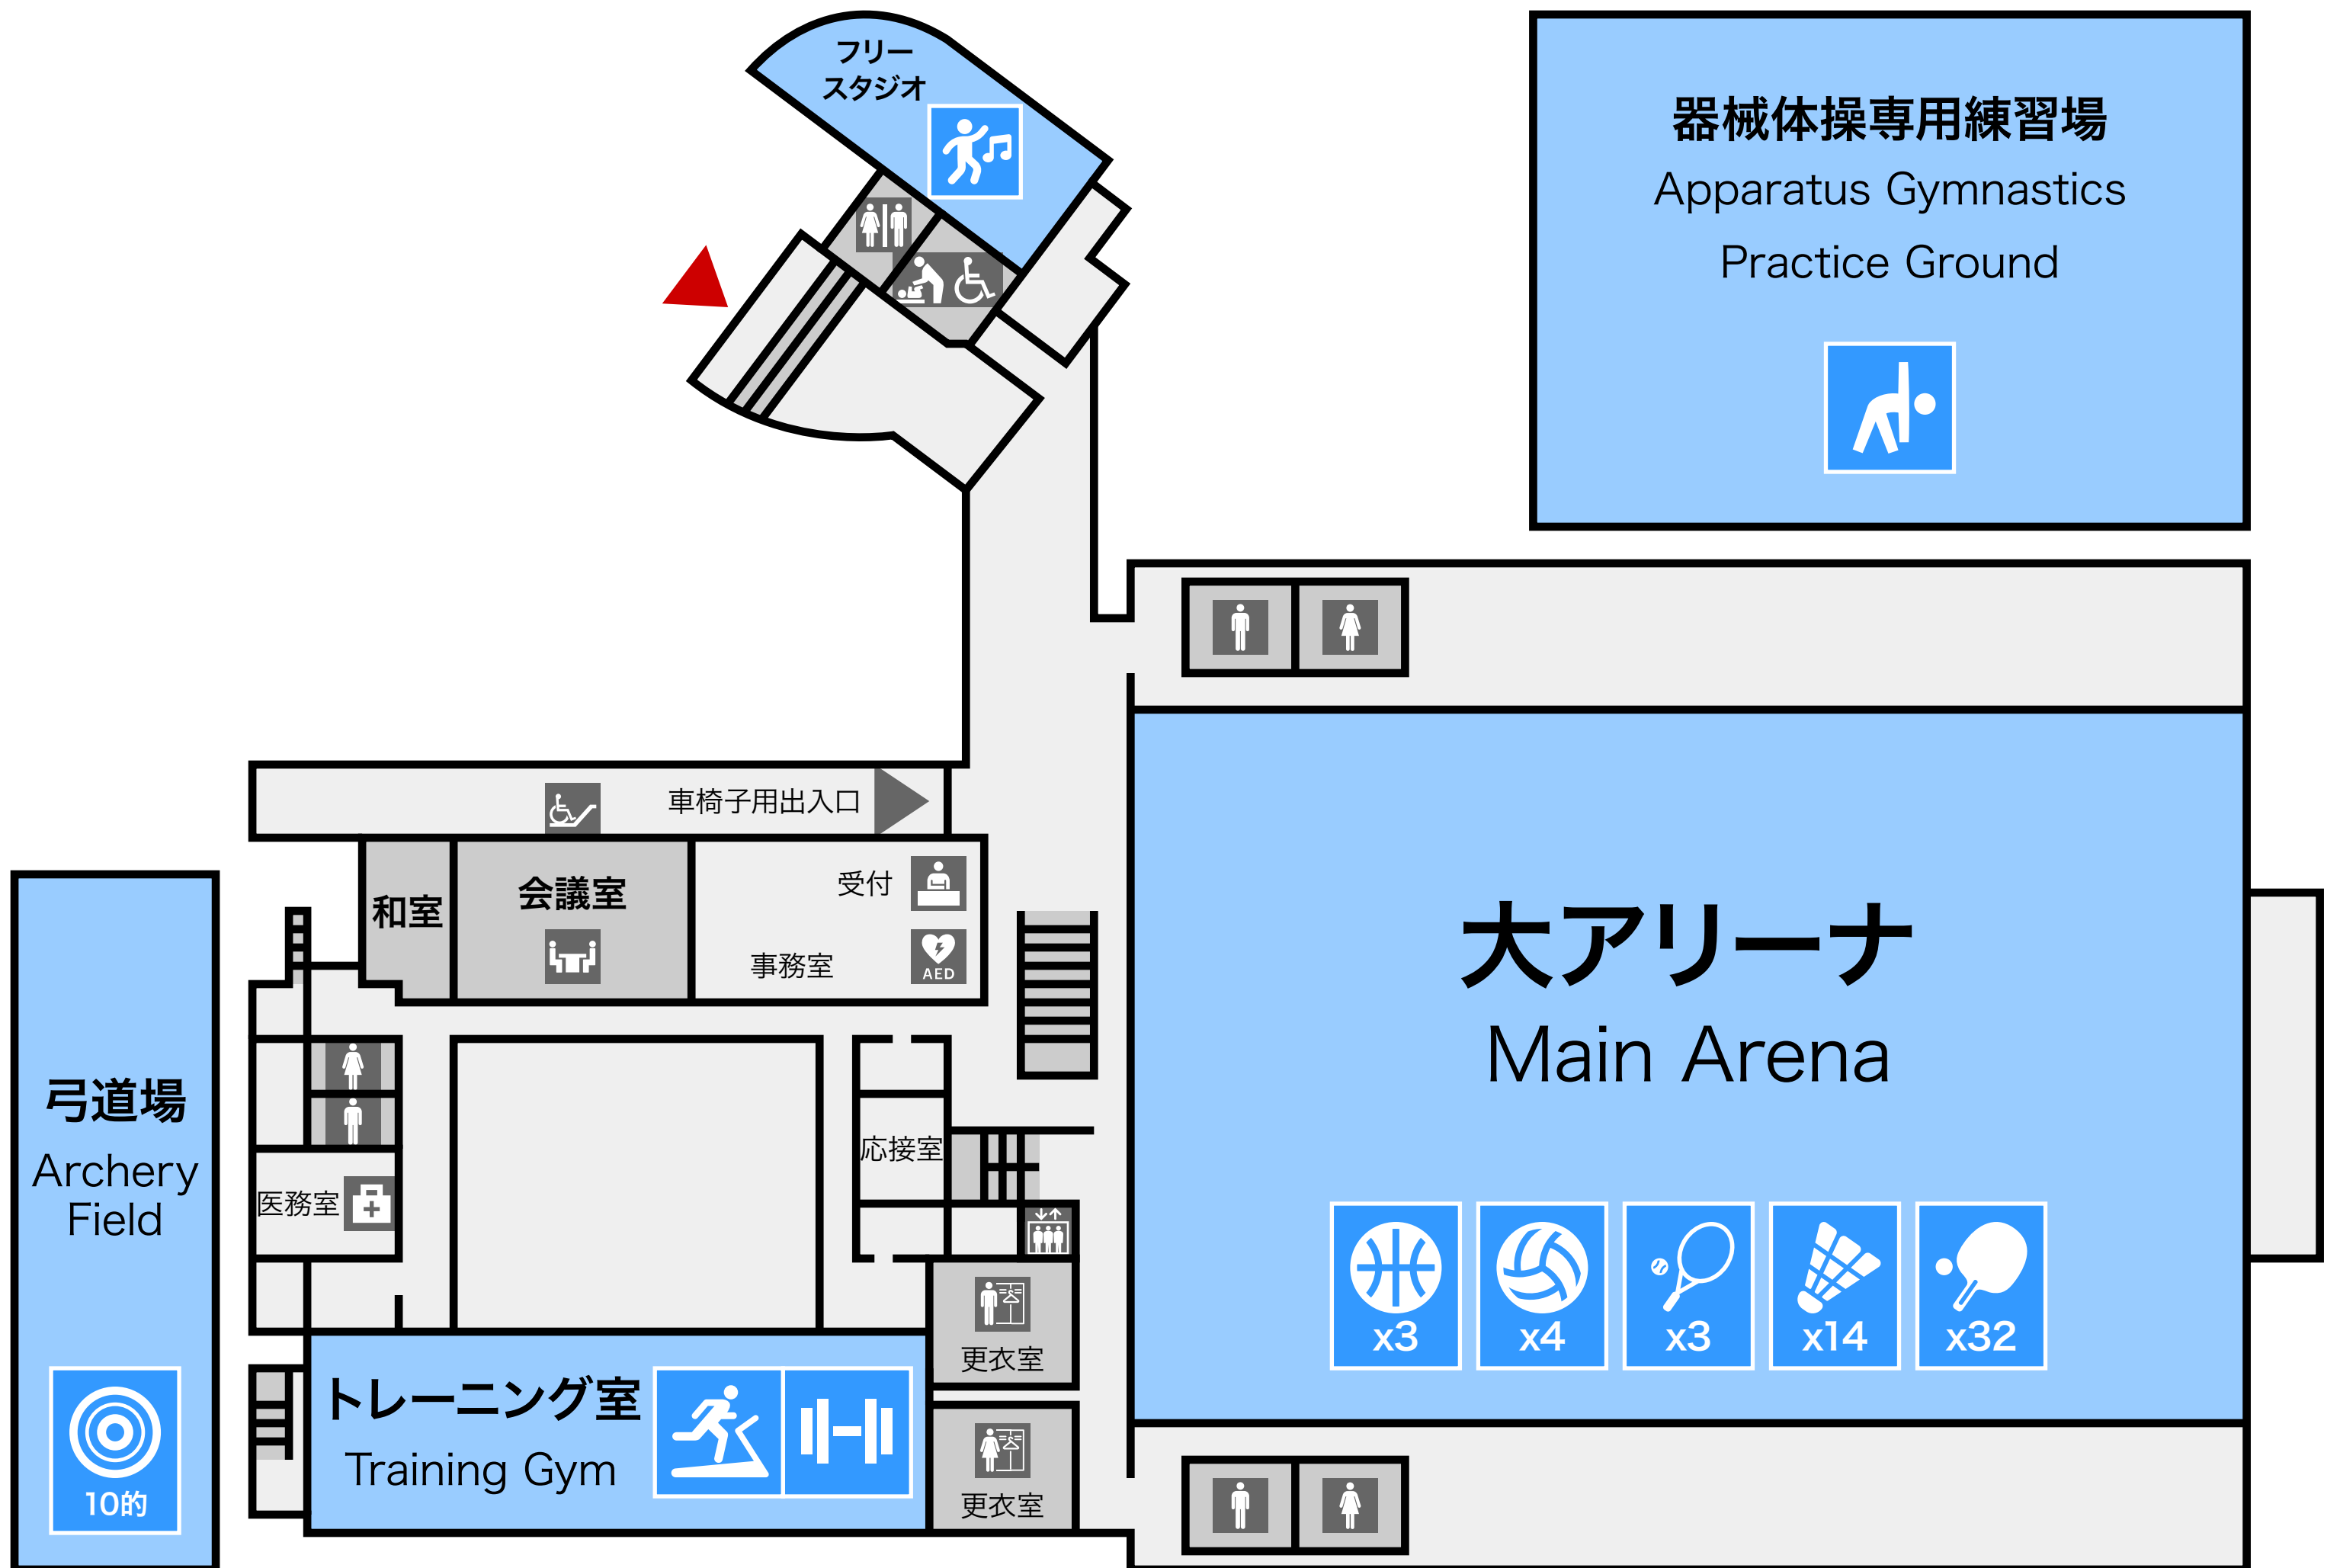 フリー
スタジオ
器械体操専用練習場
Apparatus Gymnastics
Practice Ground
車椅子用出入口
和室
会議室
受付
事務室
AED
大アリーナ
Main Arena
弓道場
Archery
Field
応接室
医務室
x3
x4
x3
x14
x32
更衣室
トレーニング室
Training Gym
10的
更衣室